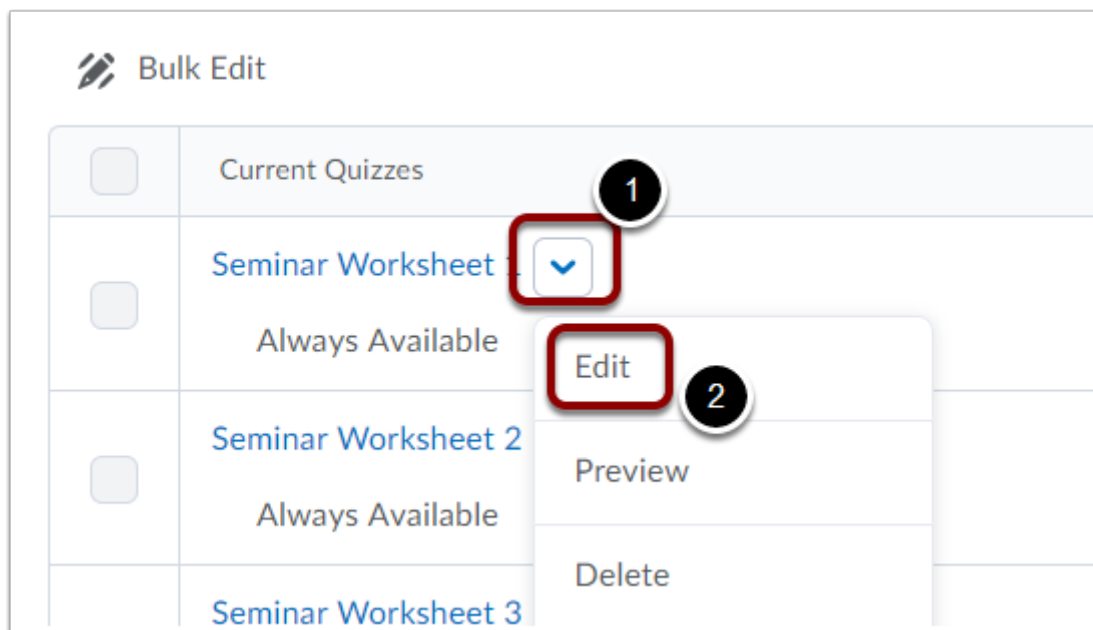 Bulk Edit
Current Quizzes
1
Seminar Worksheet 1
Always Available
Edit
2
Seminar Worksheet 2
Preview
Always Available
Delete
Seminar Worksheet 3